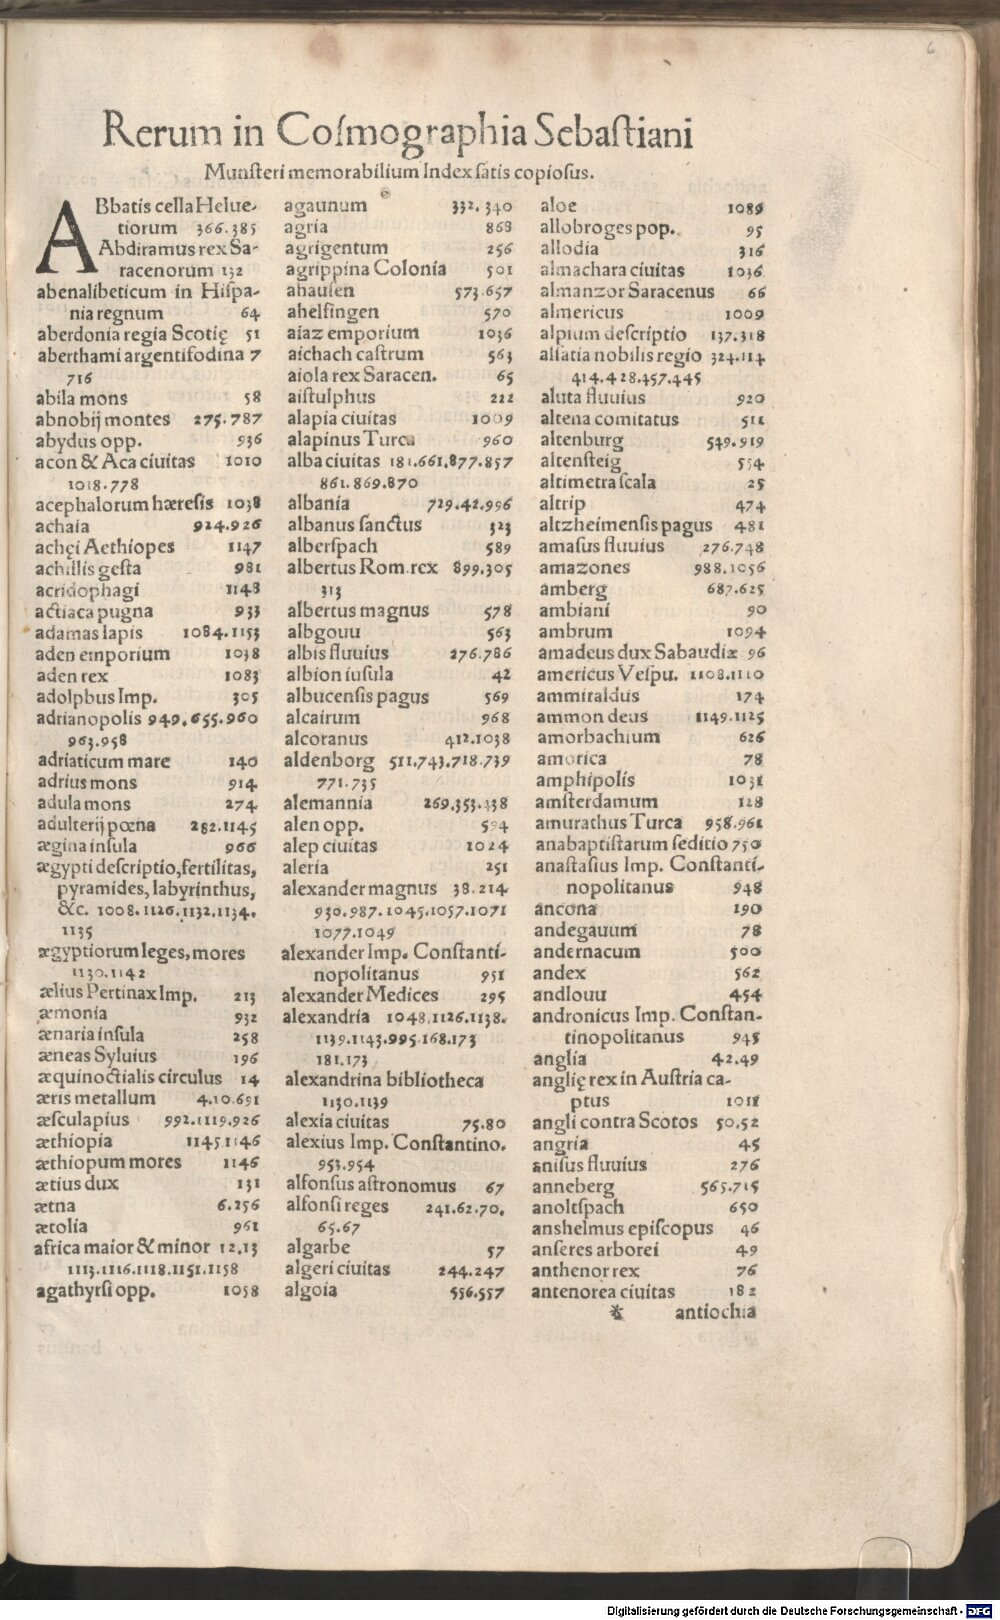 6
Rerum in Coſmographia Sebaſtiani
Munſteri memorabilium Index ſatis copioſus.
ABbatis cella Helue-
tiorum 366.385
Abdiramus rex Sa-
racenorum 132
abenalibeticum in Hiſpa-
nia regnum 64
aberdonia regia Scotię 51
aberthami argentifodina 7
716
abila mons 58
abnobij montes 275.787
abydus opp. 936
acon & Aca ciuitas 1010
1018.778
acephalorum hæreſis 1038
achaia 924.926
achęi Aethiopes 1147
achillis geſta 981
acridophagi 1148
actiaca pugna 933
adamas lapis 1084.1153
aden emporium 1038
aden rex 1083
adolpbus Imp. 305
adrianopolis 949.655.960
963.958
adriaticum mare 140
adrius mons 914
adula mons 274
adulterij pœna 282.1145
ægina inſula 966
ægypti deſcriptio, fertilitas,
pyramides, labyrinthus,
&c. 1008.1126.1132.1134.
1135
ægyptiorum leges, mores
1130.1142
ælius Pertinax Imp. 213
æmonia 932
ænaria inſula 258
æneas Syluius 196
æquinoctialis circulus 14
æris metallum 4.10.691
æſculapius 992.1119.926
æthiopia 1145.1146
æthiopum mores 1146
ætius dux 131
ætna 6.256
ætolia 961
africa maior & minor 12.13
1113.1116.1118.1151.1158
agathyrſi opp. 1058
agaunum 332.340
agria 868
agrigentum 256
agrippina Colonia 501
ahauſen 573.657
ahelfingen 570
aiaz emporium 1036
aichach caſtrum 563
aiola rex Saracen. 65
aiſtulphus 222
alapia ciuitas 1009
alapinus Turca 960
alba ciuitas 181.661.877.857
861.869.870
albania 729.42.996
albanus ſanctus 323
alberſpach 589
albertus Rom. rex 899.305
313
albertus magnus 578
albgouu 563
albis fluuius 276.786
albion iuſula 42
albucenſis pagus 569
alcairum 968
alcoranus 412.1038
aldenborg 511.743.718.739
771.735
alemannia 269.353.438
alen opp. 594
alep ciuitas 1024
aleria 251
alexander magnus 38.214
930.987.1045.1057.1071
1077.1049
alexander Imp. Conſtanti-
nopolitanus 951
alexander Medices 295
alexandria 1048.1126.1138.
1139.1143.995.168.173
181.173
alexandrina bibliotheca
1130.1139
alexia ciuitas 75.80
alexius Imp. Conſtantino.
953.954
alfonſus aſtronomus 67
alfonſi reges 241.62.70.
65.67
algarbe 57
algeri ciuitas 244.247
algoia 556.557
aloe 1089
allobroges pop. 95
allodia 316
almachara ciuitas 1036
almanzor Saracenus 66
almericus 1009
alpium deſcriptio 137.318
alſatia nobilis regio 324.114
414.428.457.445
aluta fluuius 920
altena comitatus 511
altenburg 549.919
altenſteig 554
altimetra ſcala 25
altrip 474
altzheimenſis pagus 481
amaſus fluuius 276.748
amazones 988.1056
amberg 687.625
ambiani 90
ambrum 1094
amadeus dux Sabaudiæ 96
americus Veſpu. 1108.1110
ammiraldus 174
ammon deus 1149.1125
amorbachium 626
amorica 78
amphipolis 1031
amſterdamum 128
amurathus Turca 958.961
anabaptiſtarum ſeditio 750
anaſtaſius Imp. Conſtanti-
nopolitanus 948
ancona 190
andegauum 78
andernacum 500
andex 562
andlouu 454
andronicus Imp. Conſtan-
tinopolitanus 945
anglia 42.49
anglię rex in Auſtria ca-
ptus 1011
angli contra Scotos 50.52
angria 45
aniſus fluuius 276
anneberg 565.715
anoltſpach 650
anshelmus epiſcopus 46
anſeres arborei 49
anthenor rex 76
antenorea ciuitas 182
* antiochia
Digitalisierung gefördert durch die Deutsche Forschungsgemeinschaft - DFG